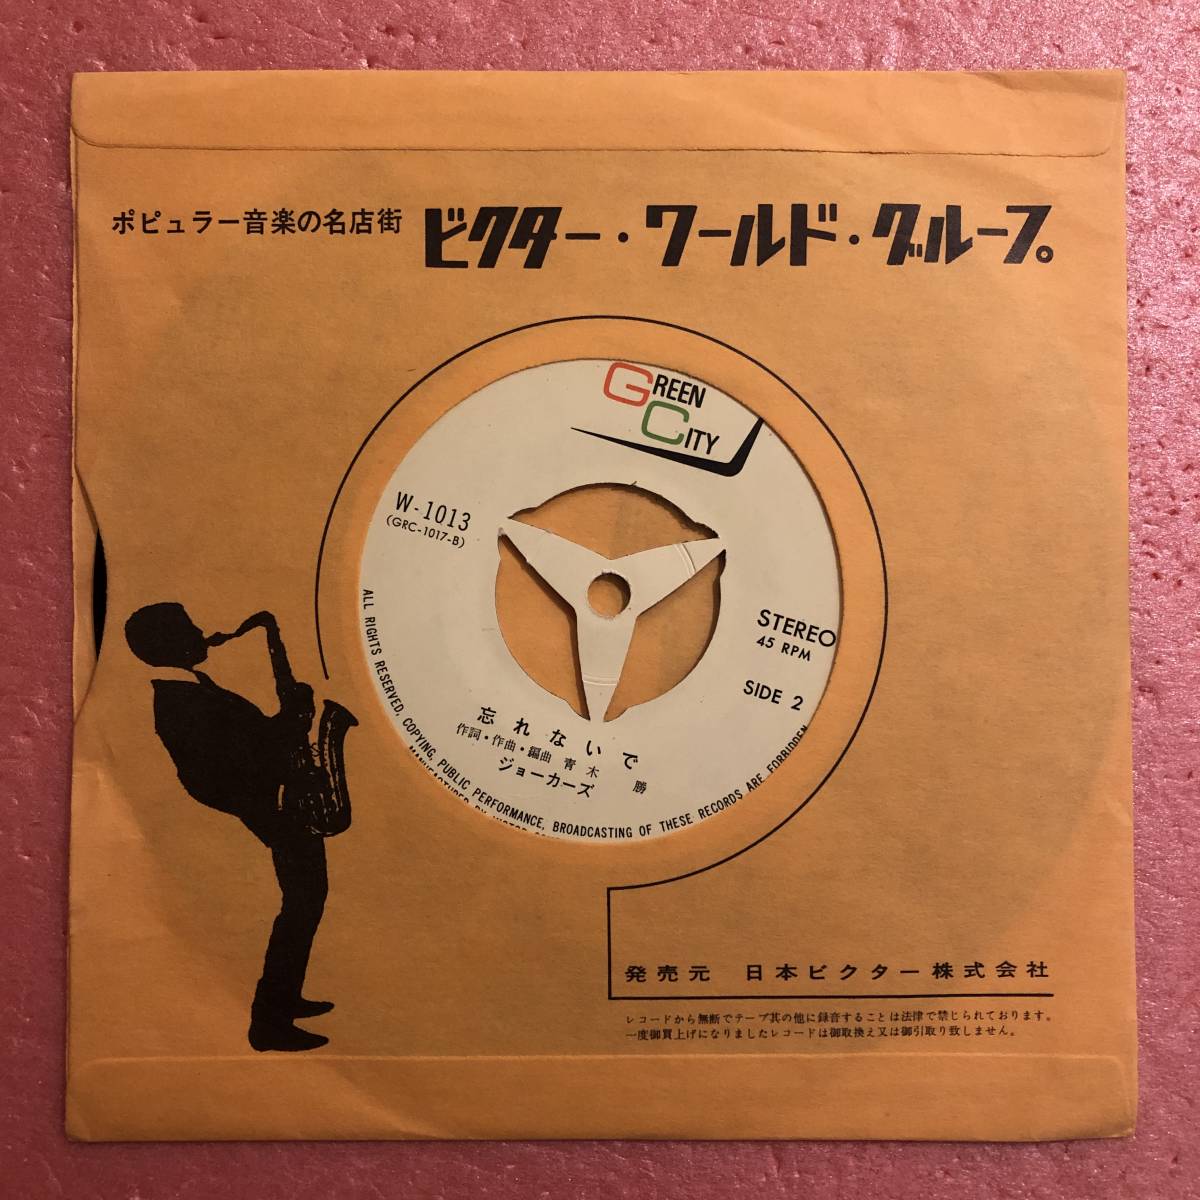 ポピュラー音楽の名店街 ビクター・ワールド・グループ。
GREEN
CITY
W-1013
(GRC-1017-B)
STEREO
45 RPM
SIDE 2
忘れないで
作詞・作曲・編曲 青木 勝
ジョーカーズ
ALL RIGHTS RESERVED, COPYING, PUBLIC PERFORMANCE, BROADCASTING OF THESE RECORDS ARE FORBIDDEN
MANUFACTURED BY VICTOR
発売元 日本ビクター株式会社
レコードから無断でテープ其の他に録音することは法律で禁じられております。
一度御買上げになりましたレコードは御取換え又は御引取り致しません。